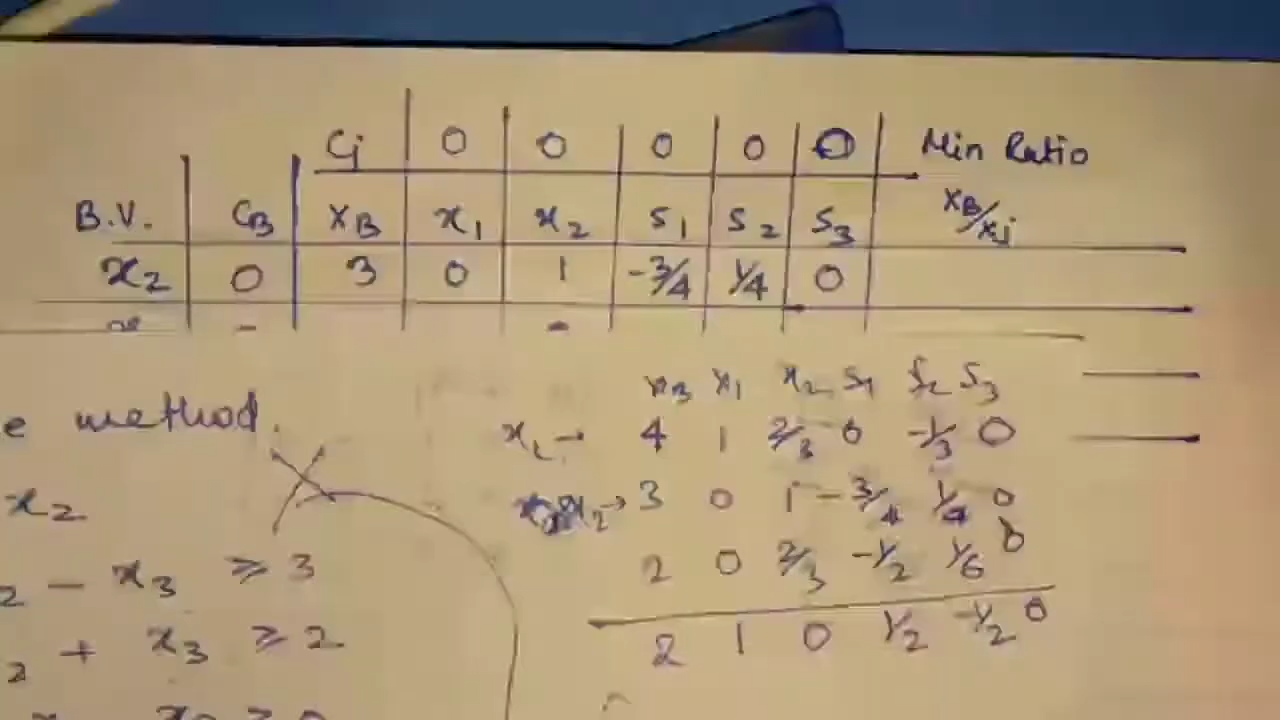 Cj 0 0 0 0 0 Min Ratio
B.V. CB XB x1 x2 s1 s2 s3 XB/xj
x2 0 3 0 1 -3/4 1/4 0
xB x1 x2 s1 s2 s3
x1 → 4 1 2/3 0 -1/3 0
x2 → 3 0 1 -3/4 1/4 0
2 0 2/3 -1/2 1/6 0
2 1 0 1/2 -1/2 0
e method.
x2
2 - x3 ≥ 3
2 + x3 ≥ 2